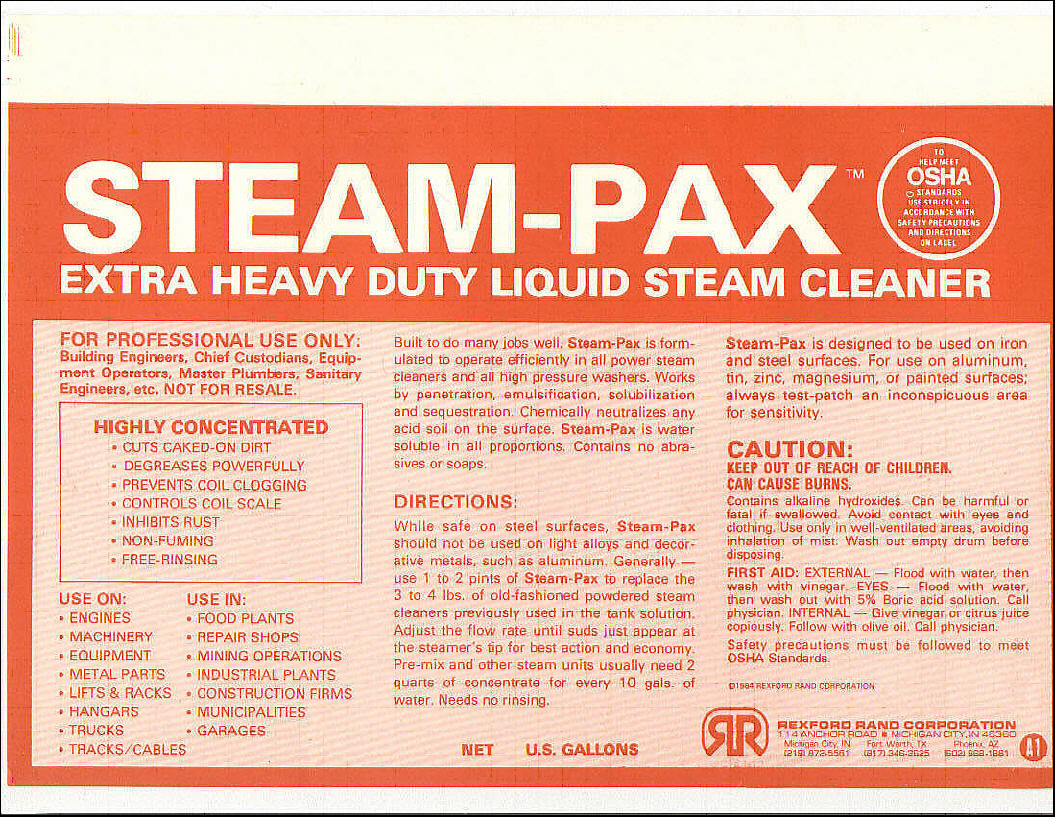 STEAM-PAX™
TO
HELP MEET
OSHA
STANDARDS
USE STRICTLY IN
ACCORDANCE WITH
SAFETY PRECAUTIONS
AND DIRECTIONS
ON LABEL
EXTRA HEAVY DUTY LIQUID STEAM CLEANER
FOR PROFESSIONAL USE ONLY:
Building Engineers, Chief Custodians, Equip-
ment Operators, Master Plumbers, Sanitary
Engineers, etc. NOT FOR RESALE.
HIGHLY CONCENTRATED
• CUTS CAKED-ON DIRT
• DEGREASES POWERFULLY
• PREVENTS COIL CLOGGING
• CONTROLS COIL SCALE
• INHIBITS RUST
• NON-FUMING
• FREE-RINSING
USE ON:
• ENGINES
• MACHINERY
• EQUIPMENT
• METAL PARTS
• LIFTS & RACKS
• HANGARS
• TRUCKS
• TRACKS/CABLES
USE IN:
• FOOD PLANTS
• REPAIR SHOPS
• MINING OPERATIONS
• INDUSTRIAL PLANTS
• CONSTRUCTION FIRMS
• MUNICIPALITIES
• GARAGES
Built to do many jobs well. Steam-Pax is form-
ulated to operate efficiently in all power steam
cleaners and all high pressure washers. Works
by penetration, emulsification, solubilization
and sequestration. Chemically neutralizes any
acid soil on the surface. Steam-Pax is water
soluble in all proportions. Contains no abra-
sives or soaps.
DIRECTIONS:
While safe on steel surfaces, Steam-Pax
should not be used on light alloys and decor-
ative metals, such as aluminum. Generally —
use 1 to 2 pints of Steam-Pax to replace the
3 to 4 lbs. of old-fashioned powdered steam
cleaners previously used in the tank solution.
Adjust the flow rate until suds just appear at
the steamer's tip for best action and economy.
Pre-mix and other steam units usually need 2
quarts of concentrate for every 10 gals. of
water. Needs no rinsing.
NET U.S. GALLONS
Steam-Pax is designed to be used on iron
and steel surfaces. For use on aluminum,
tin, zinc, magnesium, or painted surfaces;
always test-patch an inconspicuous area
for sensitivity.
CAUTION:
KEEP OUT OF REACH OF CHILDREN.
CAN CAUSE BURNS.
Contains alkaline hydroxides. Can be harmful or
fatal if swallowed. Avoid contact with eyes and
clothing. Use only in well-ventilated areas, avoiding
inhalation of mist. Wash out empty drum before
disposing.
FIRST AID: EXTERNAL — Flood with water, then
wash with vinegar. EYES — Flood with water,
then wash out with 5% Boric acid solution. Call
physician. INTERNAL — Give vinegar or citrus juice
copiously. Follow with olive oil. Call physician.
Safety precautions must be followed to meet
OSHA Standards.
©1984 REXFORD RAND CORPORATION
RR
REXFORD RAND CORPORATION
114 ANCHOR ROAD • MICHIGAN CITY, IN 46360
Michigan City, IN Fort Worth, TX Phoenix, AZ
(219) 872-5561 (817) 346-2625
A1